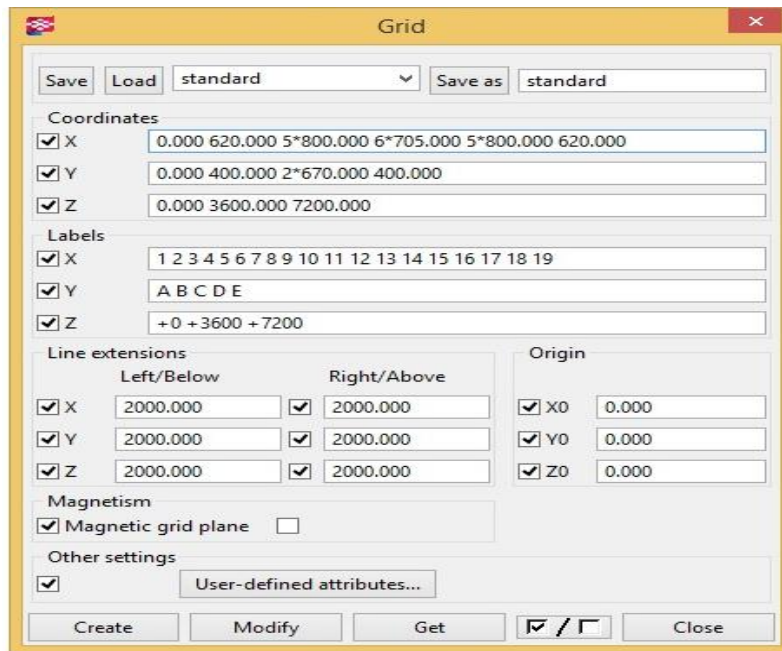 Grid
Save Load standard Save as standard
Coordinates
X 0.000 620.000 5*800.000 6*705.000 5*800.000 620.000
Y 0.000 400.000 2*670.000 400.000
Z 0.000 3600.000 7200.000
Labels
X 1 2 3 4 5 6 7 8 9 10 11 12 13 14 15 16 17 18 19
Y A B C D E
Z +0 +3600 +7200
Line extensions Origin
Left/Below Right/Above
X 2000.000 2000.000 X0 0.000
Y 2000.000 2000.000 Y0 0.000
Z 2000.000 2000.000 Z0 0.000
Magnetism
Magnetic grid plane
Other settings
User-defined attributes...
Create Modify Get / Close